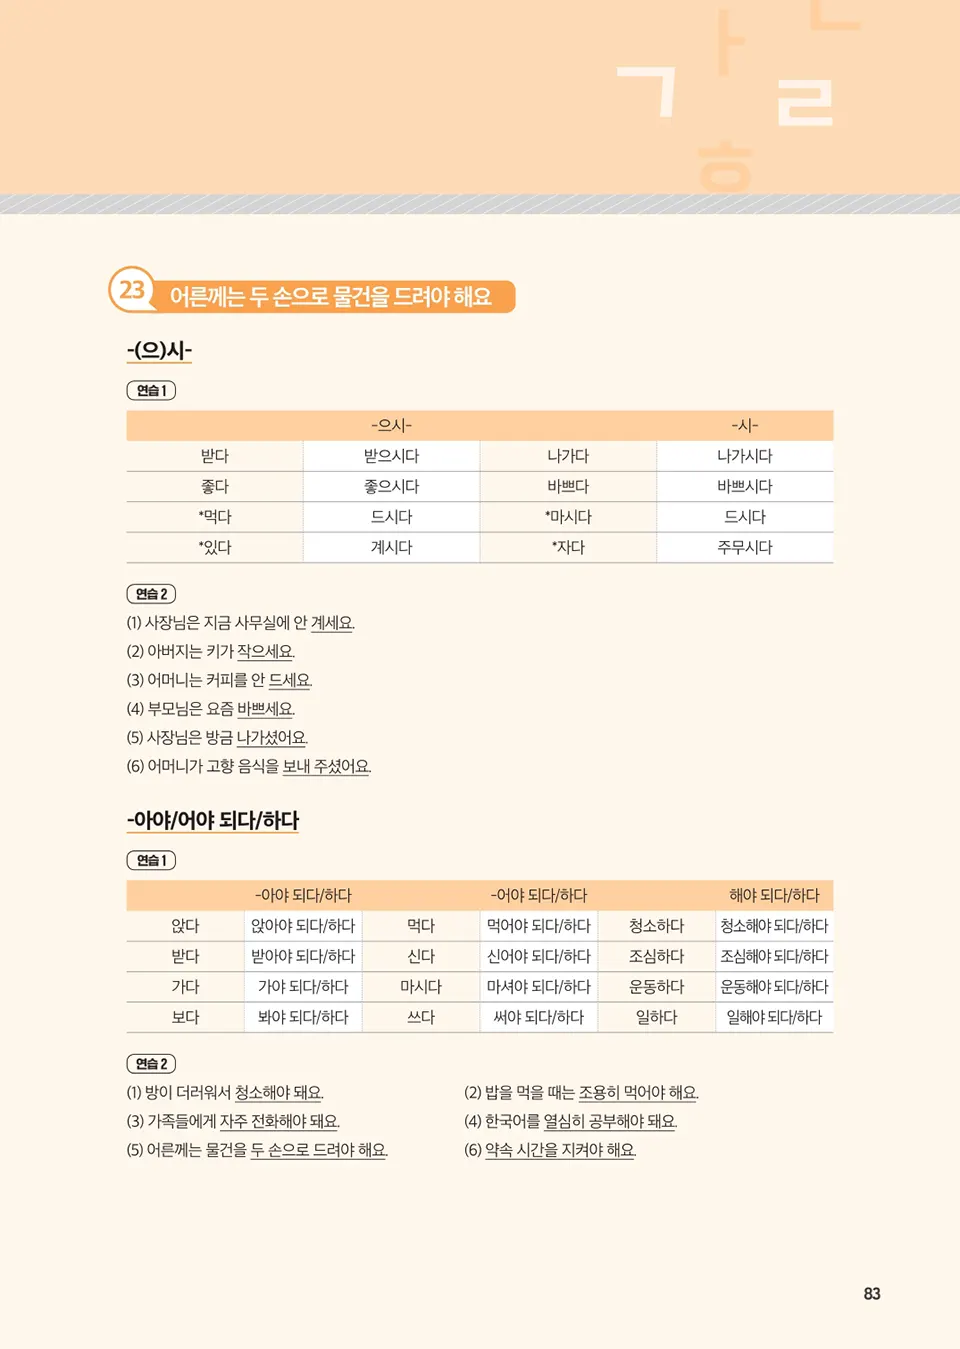 ㄱ ㅏ ㄴ ㄹ ㅎ
23 어른께는 두 손으로 물건을 드려야 해요
-(으)시-
연습 1
-으시- -시-
받다 받으시다 나가다 나가시다
좋다 좋으시다 바쁘다 바쁘시다
*먹다 드시다 *마시다 드시다
*있다 계시다 *자다 주무시다
연습 2
(1) 사장님은 지금 사무실에 안 계세요.
(2) 아버지는 키가 작으세요.
(3) 어머니는 커피를 안 드세요.
(4) 부모님은 요즘 바쁘세요.
(5) 사장님은 방금 나가셨어요.
(6) 어머니가 고향 음식을 보내 주셨어요.
-아야/어야 되다/하다
연습 1
-아야 되다/하다 -어야 되다/하다 해야 되다/하다
앉다 앉아야 되다/하다 먹다 먹어야 되다/하다 청소하다 청소해야 되다/하다
받다 받아야 되다/하다 신다 신어야 되다/하다 조심하다 조심해야 되다/하다
가다 가야 되다/하다 마시다 마셔야 되다/하다 운동하다 운동해야 되다/하다
보다 봐야 되다/하다 쓰다 써야 되다/하다 일하다 일해야 되다/하다
연습 2
(1) 방이 더러워서 청소해야 돼요. (2) 밥을 먹을 때는 조용히 먹어야 해요.
(3) 가족들에게 자주 전화해야 돼요. (4) 한국어를 열심히 공부해야 돼요.
(5) 어른께는 물건을 두 손으로 드려야 해요. (6) 약속 시간을 지켜야 해요.
83